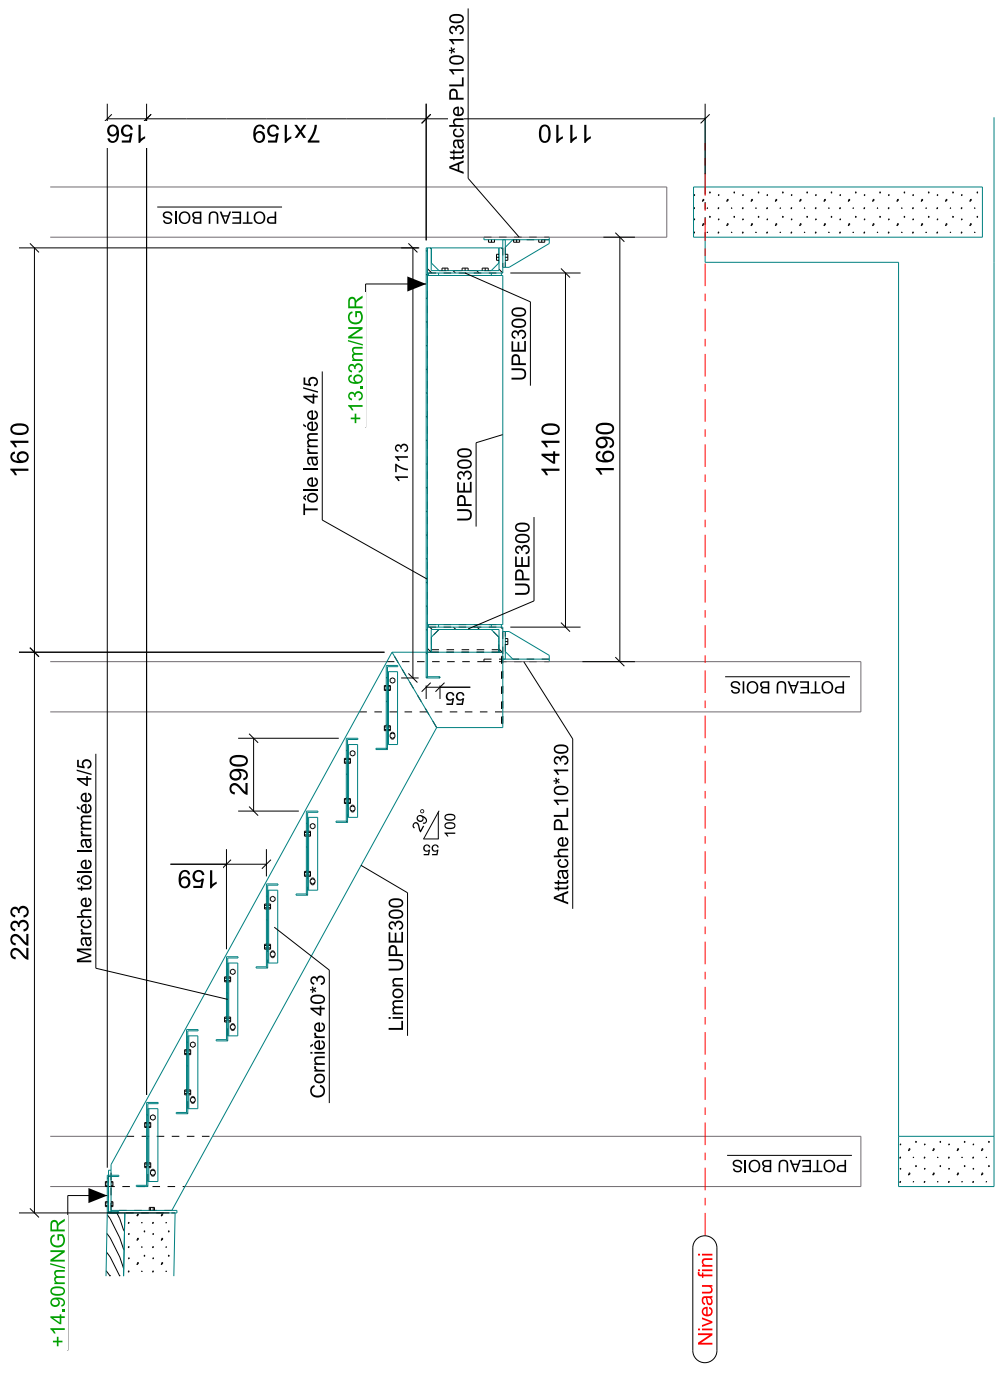 156
7x159
1110
Attache PL10*130
POTEAU BOIS
+13.63m/NGR
UPE300
Tôle larmée 4/5
1610
1713
UPE300
1410
1690
UPE300
55
POTEAU BOIS
290
Marche tôle larmée 4/5
159
29°
55
100
Attache PL10*130
2233
Limon UPE300
Cornière 40*3
POTEAU BOIS
+14.90m/NGR
Niveau fini